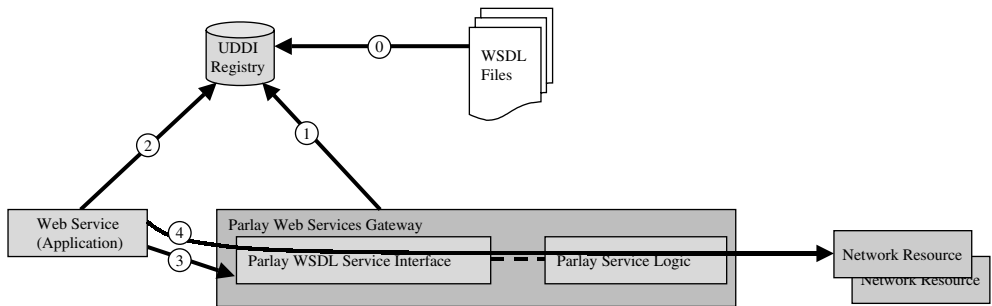 UDDI
Registry
0
WSDL
Files
2
1
Web Service
(Application)
4
3
Parlay Web Services Gateway
Parlay WSDL Service Interface
Parlay Service Logic
Network Resource
Network Resource